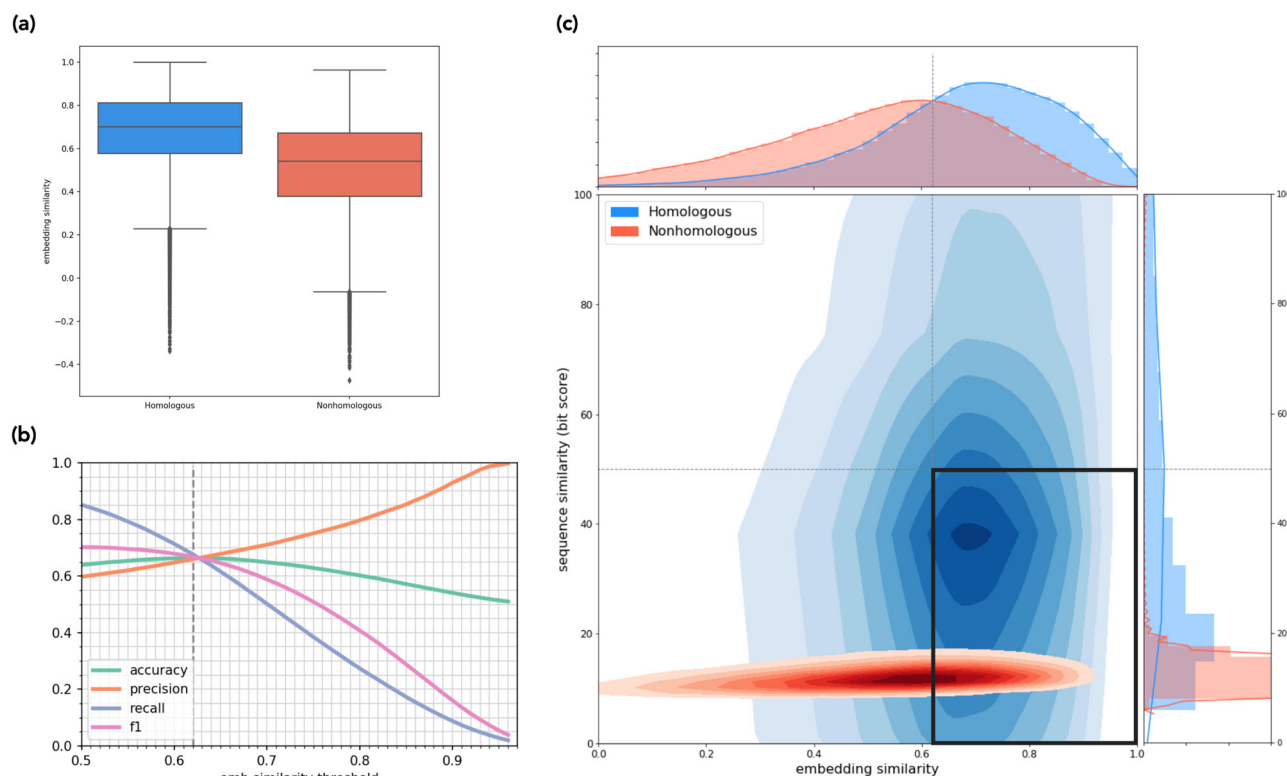 (a)
1.0
0.8
0.6
0.4
0.2
0.0
−0.2
−0.4
embedding similarity
Homologous
Nonhomologous
(b)
1.0
0.8
0.6
0.4
0.2
0.0
accuracy
precision
recall
f1
0.5
0.6
0.7
0.8
0.9
emb similarity threshold
(c)
Homologous
Nonhomologous
100
80
60
40
20
0
sequence similarity (bit score)
0.0
0.2
0.4
0.6
0.8
1.0
embedding similarity
80
60
40
20
0